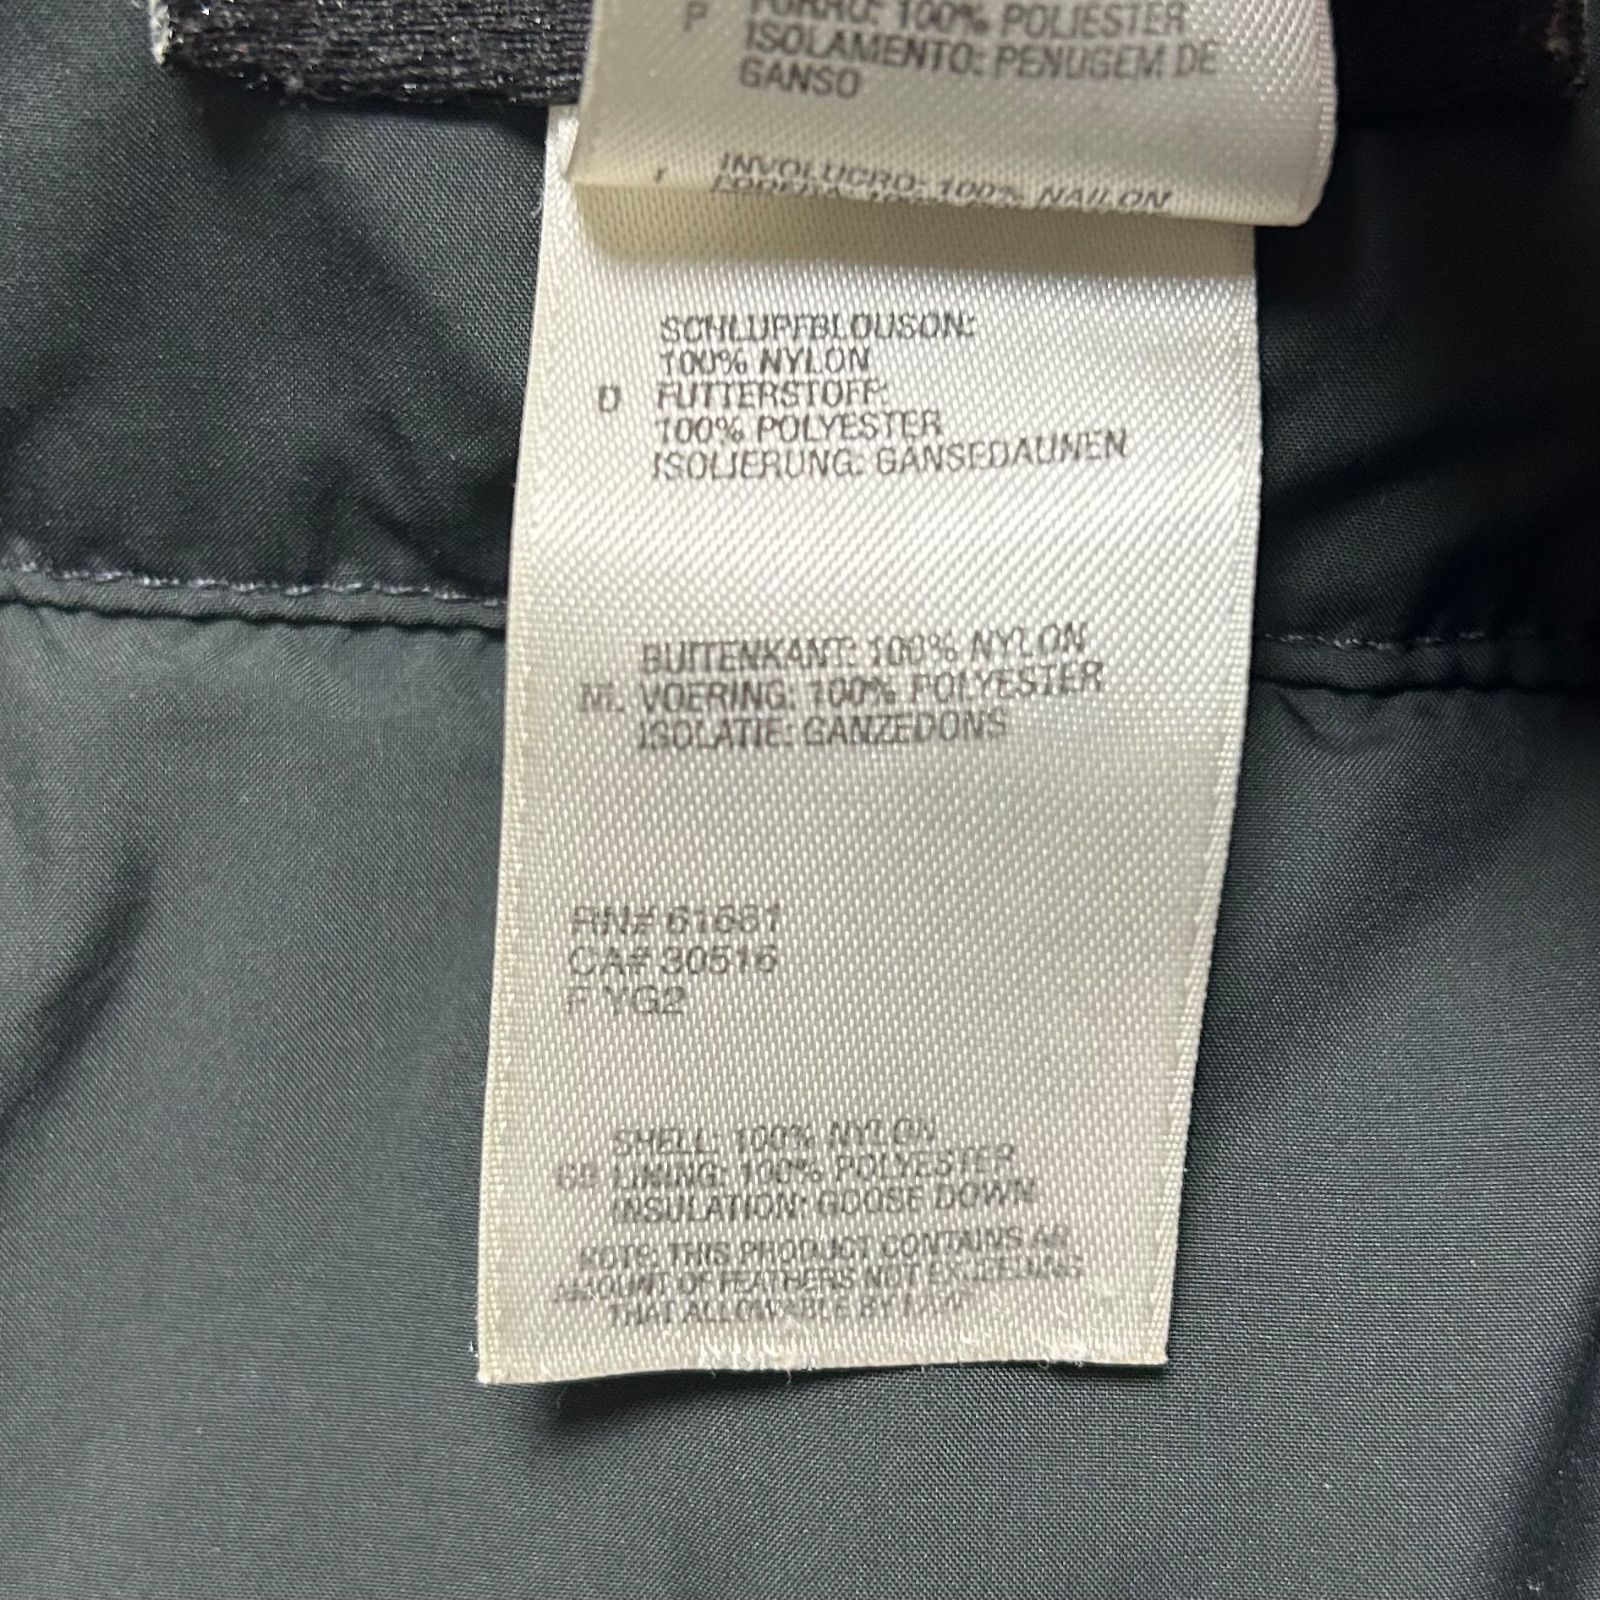 P FORRO: 100% POLIESTER
ISOLAMENTO: PENUGEM DE
GANSO
INVOLUCRO: 100% NAILON
SCHLUPFBLOUSON:
100% NYLON
D FUTTERSTOFF:
100% POLYESTER
ISOLIERUNG: GANSEDAUNEN
BUITENKANT: 100% NYLON
NL VOERING: 100% POLYESTER
ISOLATIE: GANZEDONS
RN# 61661
CA# 30516
F YG2
SHELL: 100% NYLON
GB LINING: 100% POLYESTER
INSULATION: GOOSE DOWN
NOTE: THIS PRODUCT CONTAINS AN
AMOUNT OF FEATHERS NOT EXCEEDING
THAT ALLOWABLE BY LAW